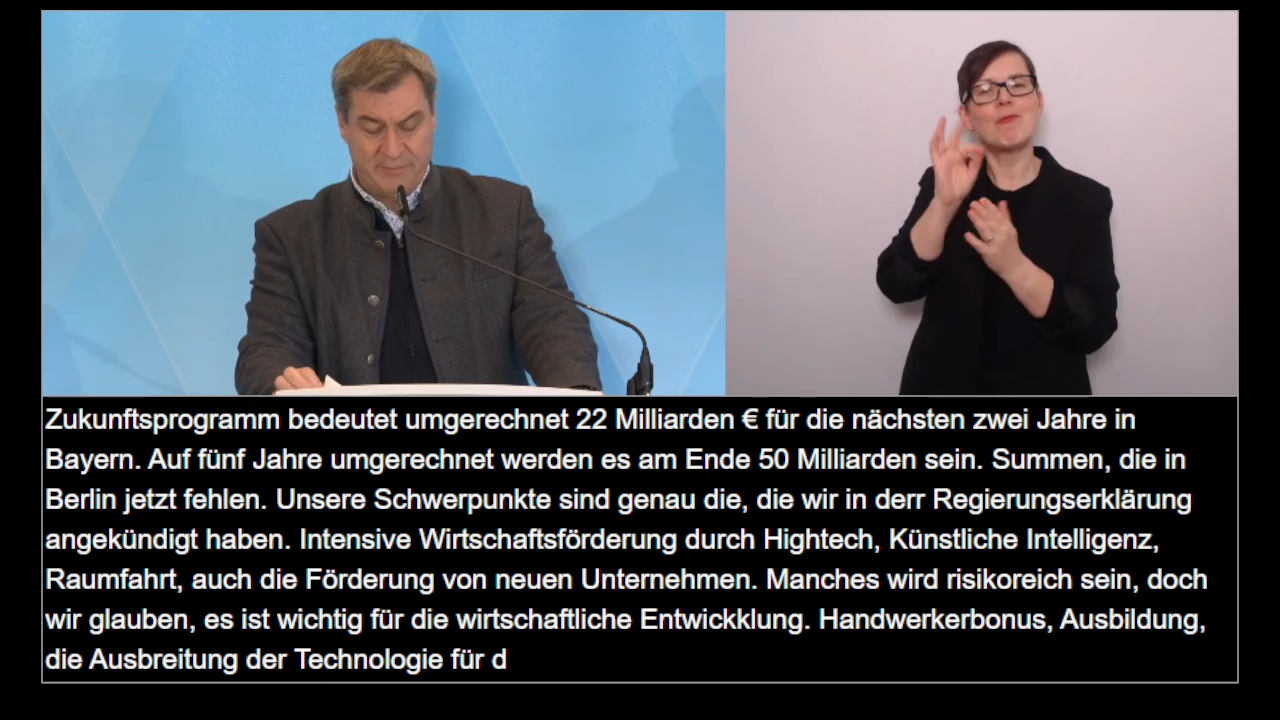 Zukunftsprogramm bedeutet umgerechnet 22 Milliarden € für die nächsten zwei Jahre in
Bayern. Auf fünf Jahre umgerechnet werden es am Ende 50 Milliarden sein. Summen, die in
Berlin jetzt fehlen. Unsere Schwerpunkte sind genau die, die wir in derr Regierungserklärung
angekündigt haben. Intensive Wirtschaftsförderung durch Hightech, Künstliche Intelligenz,
Raumfahrt, auch die Förderung von neuen Unternehmen. Manches wird risikoreich sein, doch
wir glauben, es ist wichtig für die wirtschaftliche Entwickklung. Handwerkerbonus, Ausbildung,
die Ausbreitung der Technologie für d